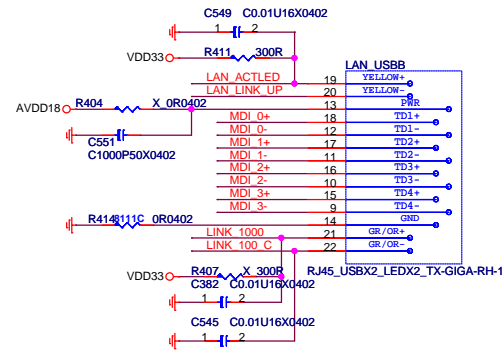 C549 C0.01U16X0402
1 2
VDD33 R411 300R
LAN_USBB
LAN_ACTLED 19 YELLOW+
LAN_LINK_UP 20 YELLOW-
AVDD18 R404 X_0R0402 13 PWR
MDI_0+ 18 TD1+
MDI_0- 12 TD1-
C551
C1000P50X0402
MDI_1+ 17 TD2+
MDI_1- 11 TD2-
MDI_2+ 16 TD3+
MDI_2- 10 TD3-
MDI_3+ 15 TD4+
MDI_3- 9 TD4-
R414 8111C 0R0402 14 GND
LINK_1000 21 GR/OR+
LINK_100_C 22 GR/OR-
VDD33 R407 X_300R
RJ45_USBX2_LEDX2_TX-GIGA-RH-1
C382 C0.01U16X0402
1 2
C545 C0.01U16X0402
1 2